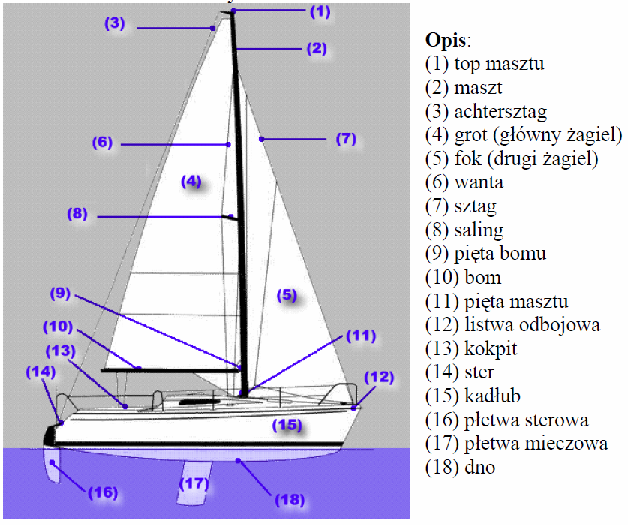 (1)
(3)
(2)
(6)
(7)
(4)
(8)
(5)
(9)
(11)
(10)
(13)
(12)
(14)
(15)
(16)
(17)
(18)
Opis:
(1) top masztu
(2) maszt
(3) achtersztag
(4) grot (główny żagiel)
(5) fok (drugi żagiel)
(6) wanta
(7) sztag
(8) saling
(9) pięta bomu
(10) bom
(11) pięta masztu
(12) listwa odbojowa
(13) kokpit
(14) ster
(15) kadłub
(16) płetwa sterowa
(17) płetwa mieczowa
(18) dno